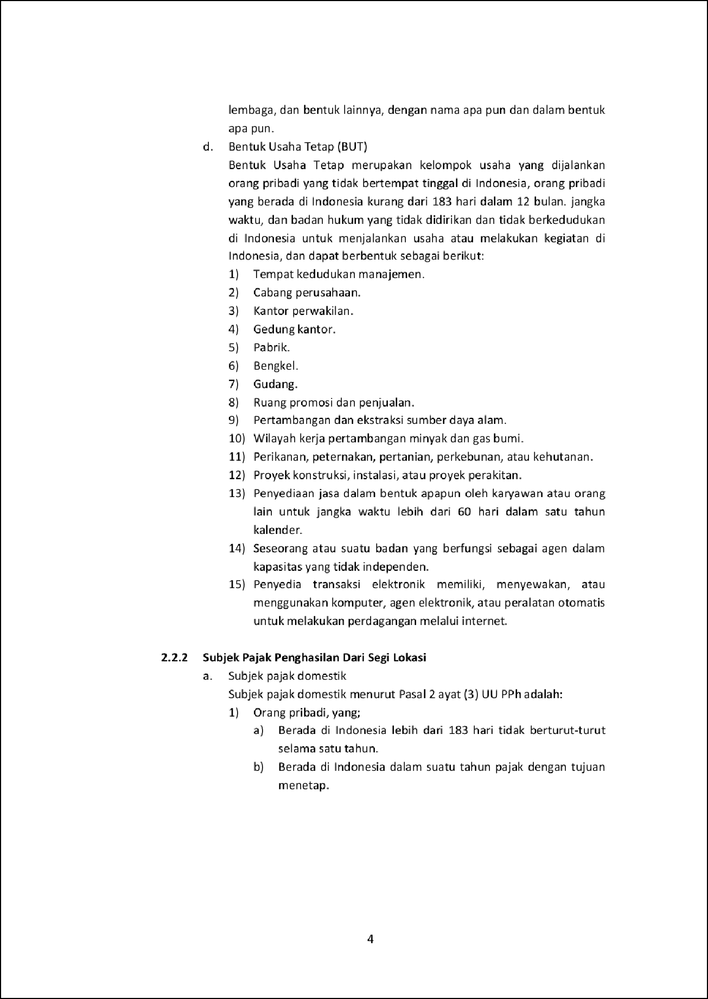 lembaga, dan bentuk lainnya, dengan nama apa pun dan dalam bentuk
apa pun.
d. Bentuk Usaha Tetap (BUT)
Bentuk Usaha Tetap merupakan kelompok usaha yang dijalankan
orang pribadi yang tidak bertempat tinggal di Indonesia, orang pribadi
yang berada di Indonesia kurang dari 183 hari dalam 12 bulan. jangka
waktu, dan badan hukum yang tidak didirikan dan tidak berkedudukan
di Indonesia untuk menjalankan usaha atau melakukan kegiatan di
Indonesia, dan dapat berbentuk sebagai berikut:
1) Tempat kedudukan manajemen.
2) Cabang perusahaan.
3) Kantor perwakilan.
4) Gedung kantor.
5) Pabrik.
6) Bengkel.
7) Gudang.
8) Ruang promosi dan penjualan.
9) Pertambangan dan ekstraksi sumber daya alam.
10) Wilayah kerja pertambangan minyak dan gas bumi.
11) Perikanan, peternakan, pertanian, perkebunan, atau kehutanan.
12) Proyek konstruksi, instalasi, atau proyek perakitan.
13) Penyediaan jasa dalam bentuk apapun oleh karyawan atau orang
lain untuk jangka waktu lebih dari 60 hari dalam satu tahun
kalender.
14) Seseorang atau suatu badan yang berfungsi sebagai agen dalam
kapasitas yang tidak independen.
15) Penyedia transaksi elektronik memiliki, menyewakan, atau
menggunakan komputer, agen elektronik, atau peralatan otomatis
untuk melakukan perdagangan melalui internet.
2.2.2 Subjek Pajak Penghasilan Dari Segi Lokasi
a. Subjek pajak domestik
Subjek pajak domestik menurut Pasal 2 ayat (3) UU PPh adalah:
1) Orang pribadi, yang;
a) Berada di Indonesia lebih dari 183 hari tidak berturut-turut
selama satu tahun.
b) Berada di Indonesia dalam suatu tahun pajak dengan tujuan
menetap.
4